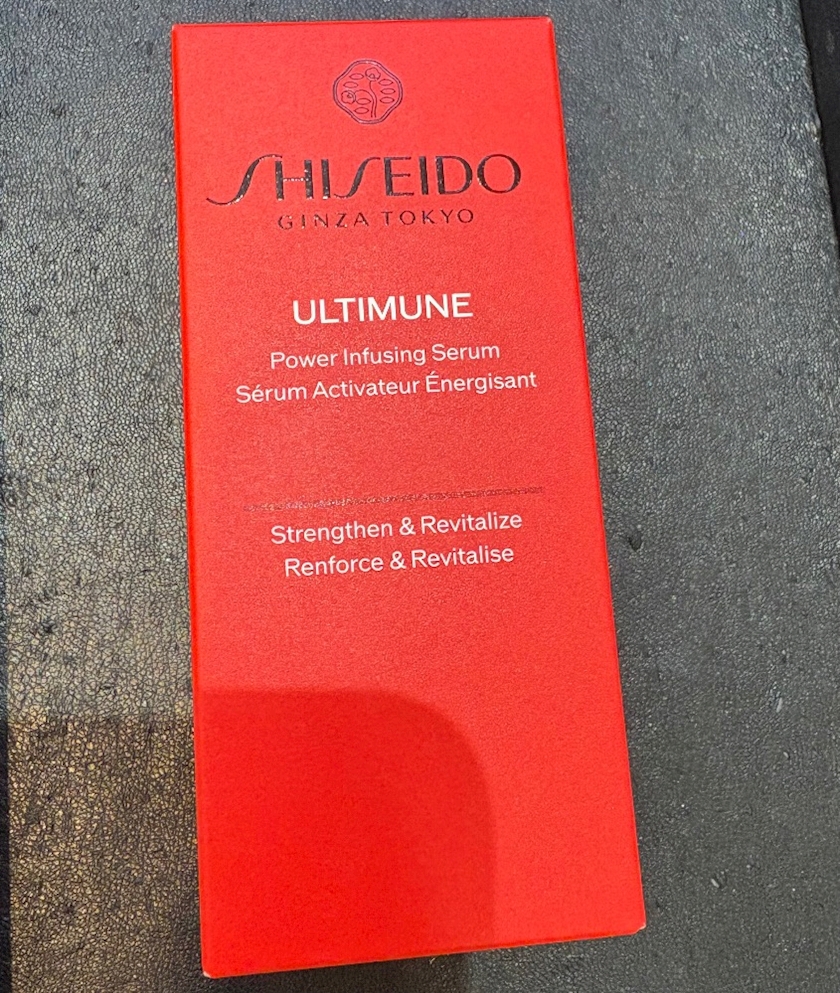 SHISEIDO
GINZA TOKYO
ULTIMUNE
Power Infusing Serum
Sérum Activateur Énergisant
Strengthen & Revitalize
Renforce & Revitalise